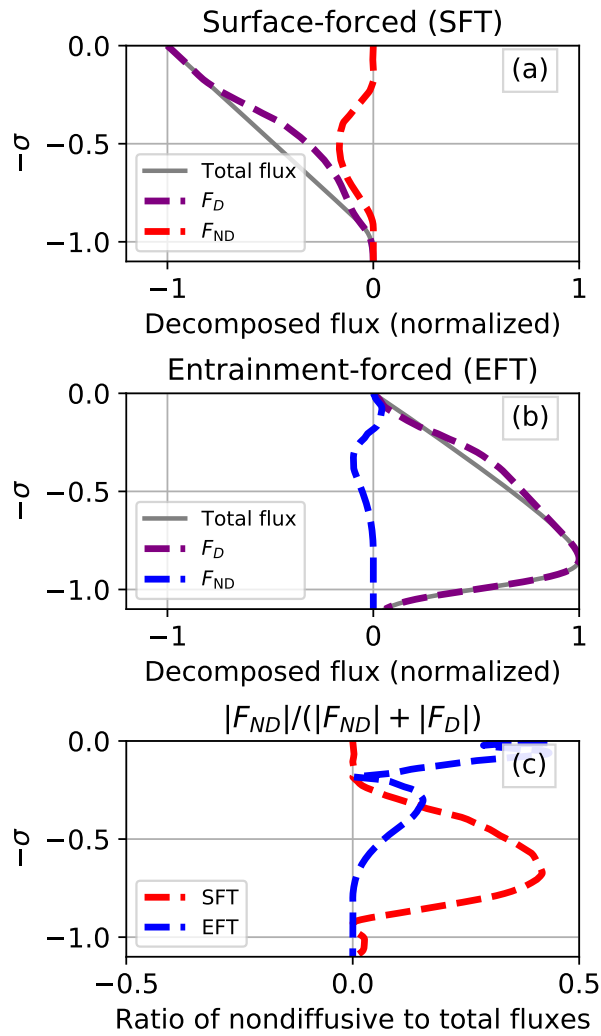 Surface-forced (SFT)
(a)
0.0
−0.5
−1.0
−σ
Total flux
F_D
F_ND
−1
0
1
Decomposed flux (normalized)
Entrainment-forced (EFT)
(b)
0.0
−0.5
−1.0
−σ
Total flux
F_D
F_ND
−1
0
1
Decomposed flux (normalized)
|F_ND|/(|F_ND| + |F_D|)
(c)
0.0
−0.5
−1.0
−σ
SFT
EFT
−0.5
0.0
0.5
Ratio of nondiffusive to total fluxes